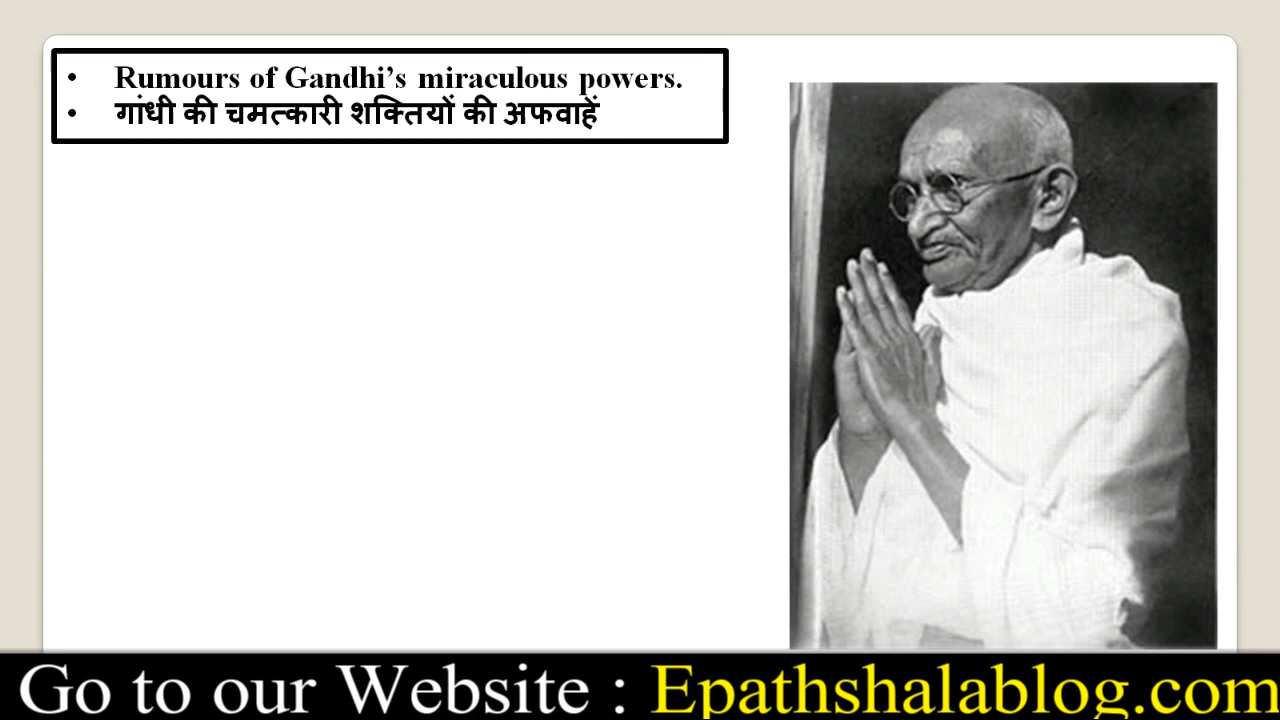 • Rumours of Gandhi’s miraculous powers.
• गांधी की चमत्कारी शक्तियों की अफवाहें
Go to our Website : Epathshalablog.com